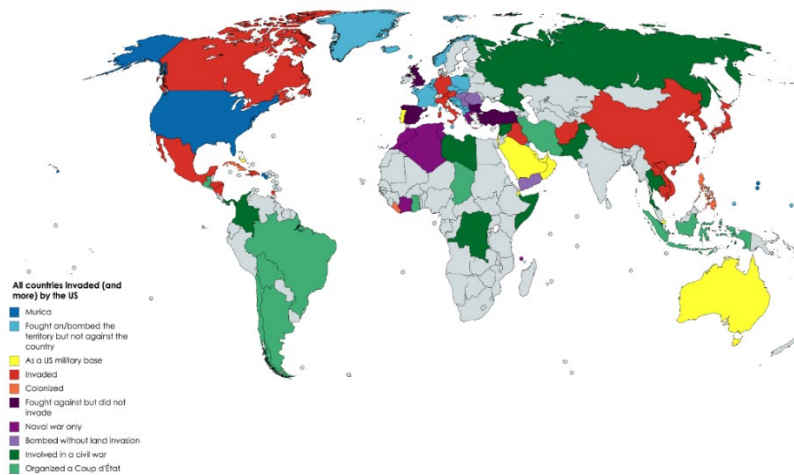 All countries invaded (and
more) by the US
Murica
Fought on/bombed the
territory but not against the
country
As a US military base
Invaded
Colonized
Fought against but did not
invade
Naval war only
Bombed without land invasion
Involved in a civil war
Organized a Coup d'État